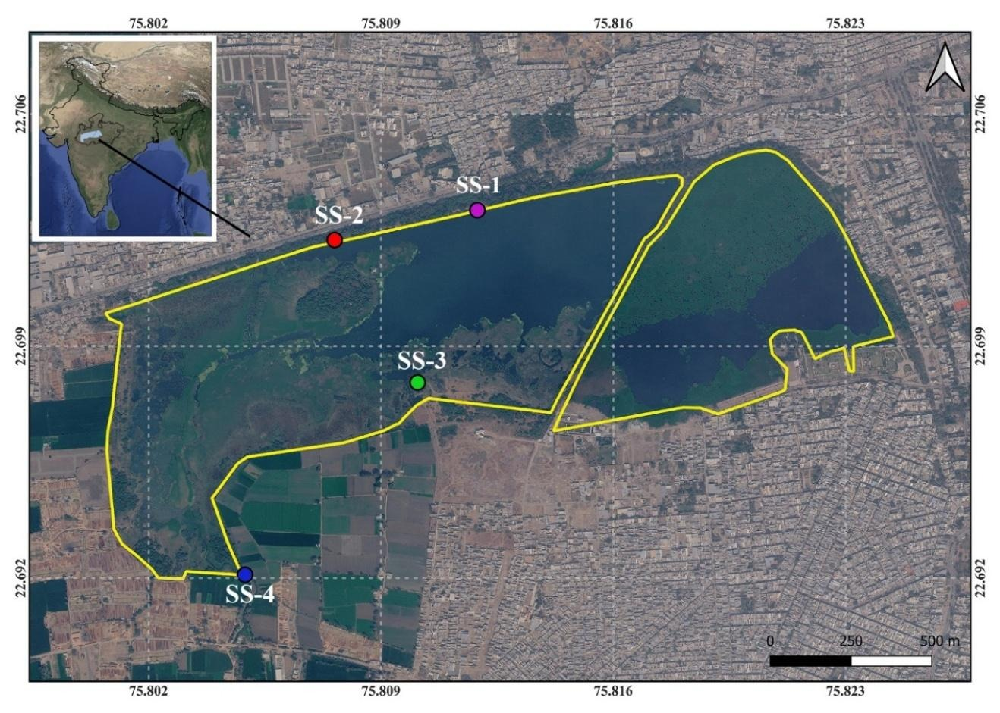 75.802 75.809 75.816 75.823
22.706 22.706
SS-1
SS-2
22.699 22.699
SS-3
22.692 22.692
SS-4
0 250 500 m
75.802 75.809 75.816 75.823